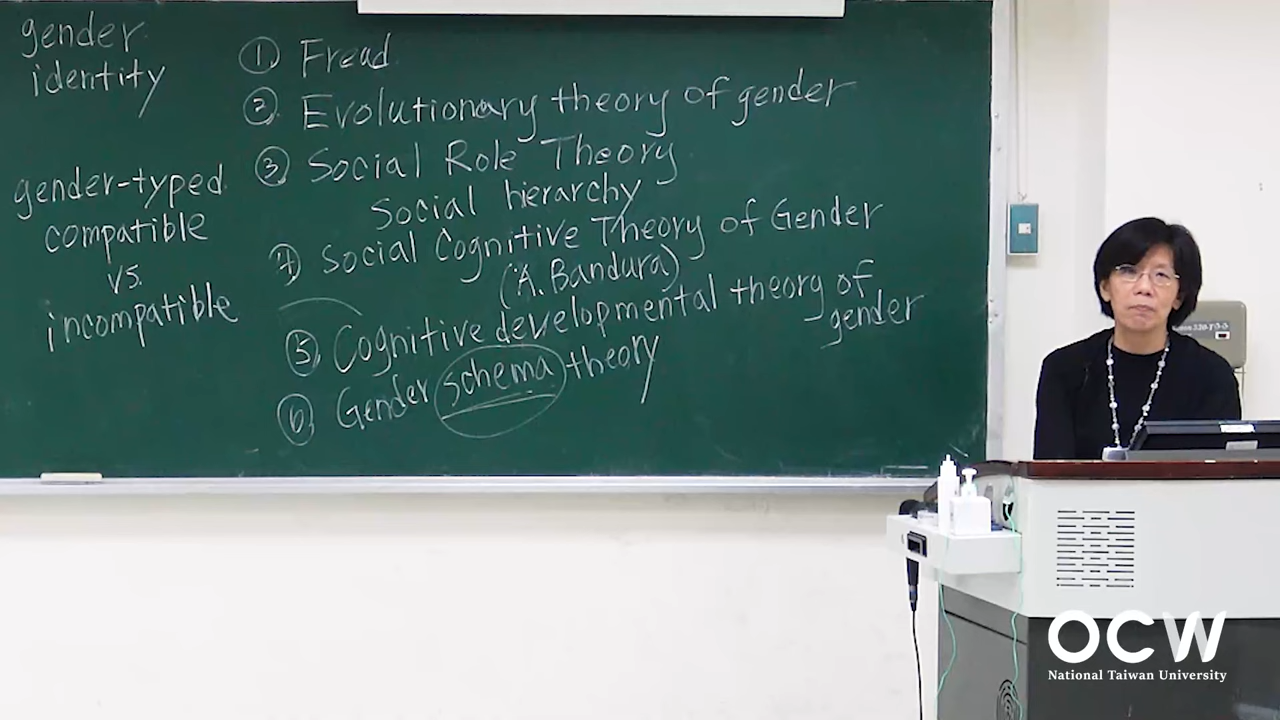 gender
identity
gender-typed
compatible
vs.
incompatible
① Fread
② Evolutionary theory of gender
③ Social Role Theory
social hierarchy
④ Social Cognitive Theory of Gender
(A. Bandura)
⑤ Cognitive developmental theory of
gender
⑥ Gender schema theory
OCW
National Taiwan University